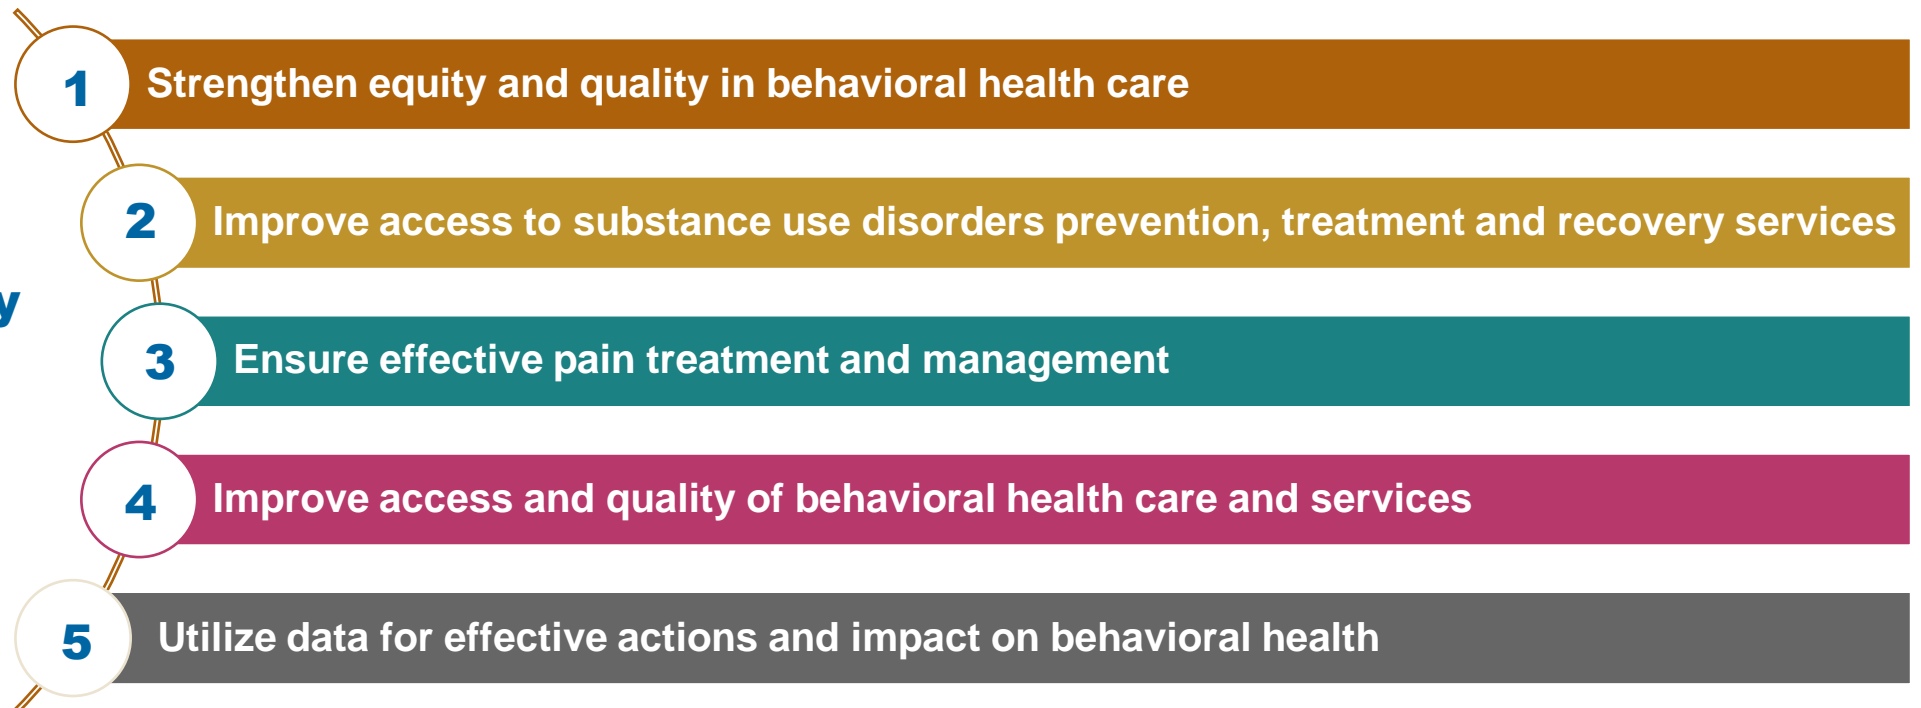 1
Strengthen equity and quality in behavioral health care
2
Improve access to substance use disorders prevention, treatment and recovery services
y
3
Ensure effective pain treatment and management
4
Improve access and quality of behavioral health care and services
5
Utilize data for effective actions and impact on behavioral health